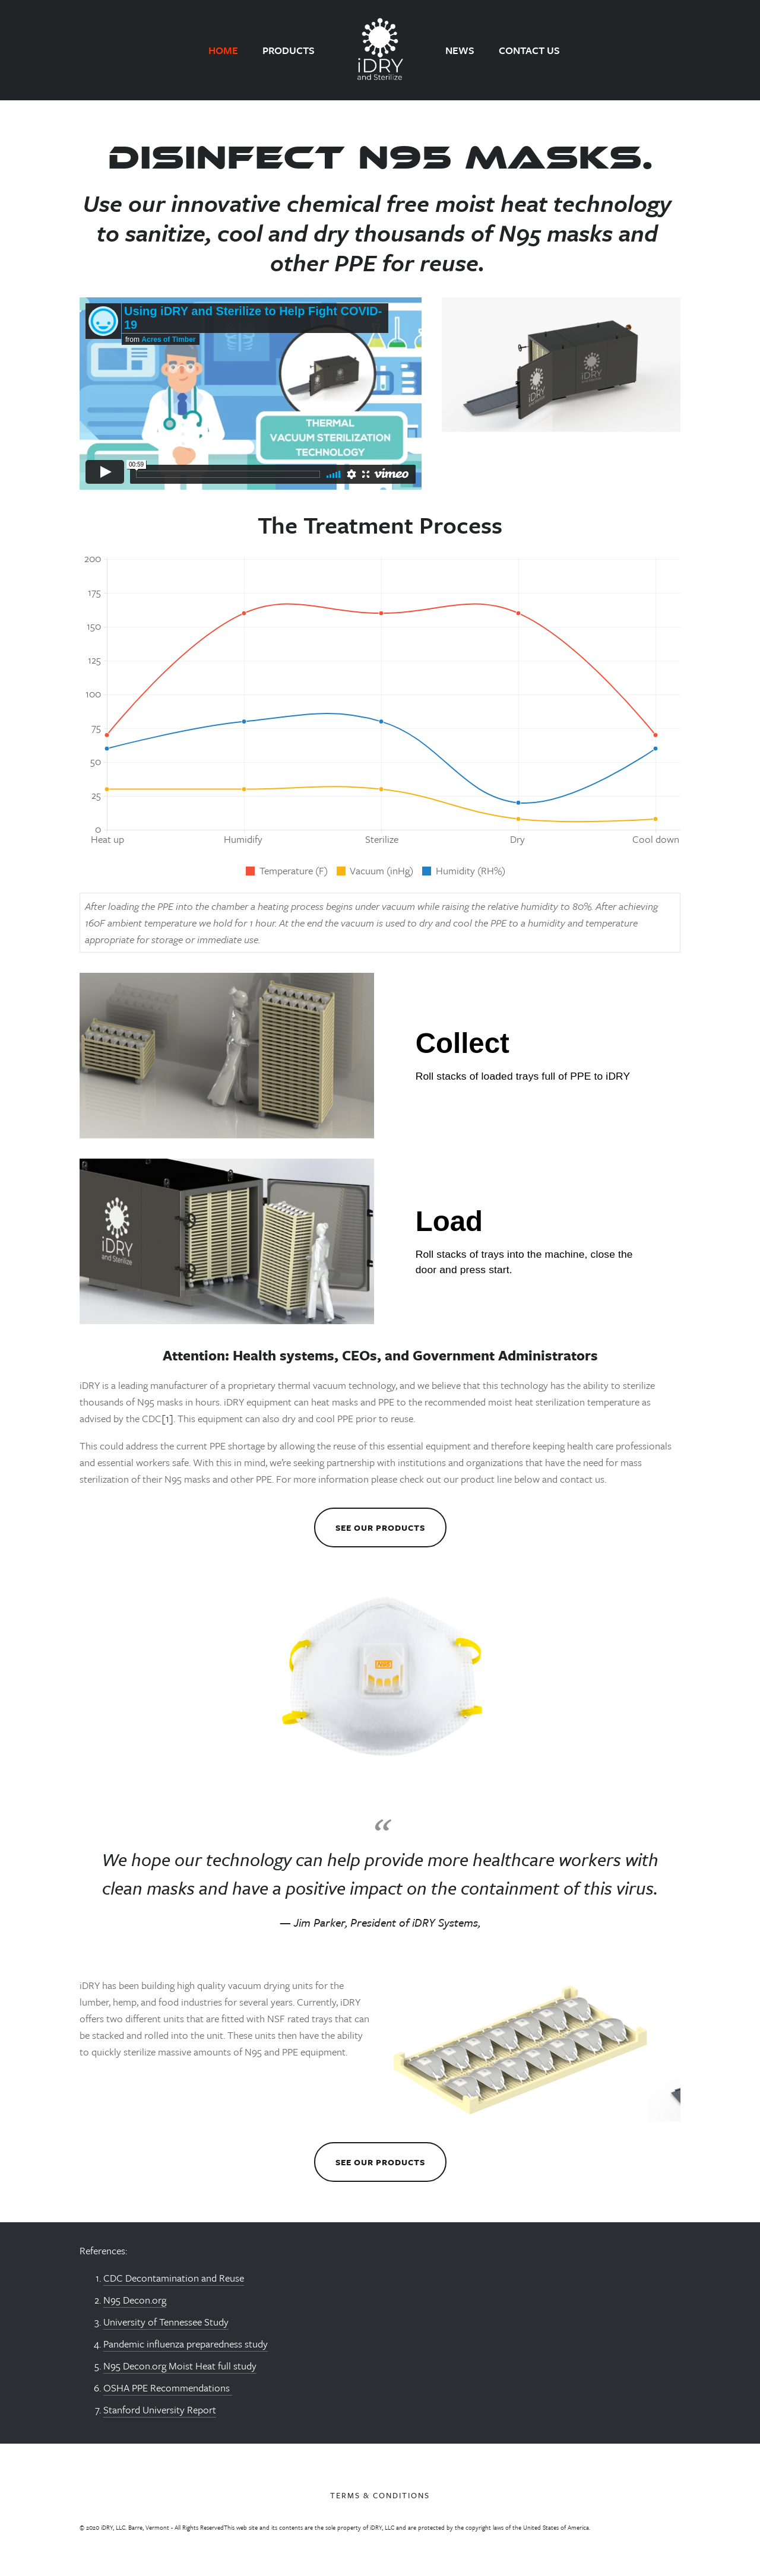 HOME
PRODUCTS
iDRY
and Sterilize
NEWS
CONTACT US
DISINFECT N95 MASKS.
Use our innovative chemical free moist heat technology
to sanitize, cool and dry thousands of N95 masks and
other PPE for reuse.
Using iDRY and Sterilize to Help Fight COVID-
19
from Acres of Timber
THERMAL
VACUUM STERILIZATION
TECHNOLOGY
00:59
vimeo
iDRY
iDRY
The Treatment Process
200
175
150
125
100
75
50
25
0
Heat up
Humidify
Sterilize
Dry
Cool down
Temperature (F)
Vacuum (inHg)
Humidity (RH%)
After loading the PPE into the chamber a heating process begins under vacuum while raising the relative humidity to 80%. After achieving
160F ambient temperature we hold for 1 hour. At the end the vacuum is used to dry and cool the PPE to a humidity and temperature
appropriate for storage or immediate use.
Collect
Roll stacks of loaded trays full of PPE to iDRY
iDRY
and Sterilize
Load
Roll stacks of trays into the machine, close the
door and press start.
Attention: Health systems, CEOs, and Government Administrators
iDRY is a leading manufacturer of a proprietary thermal vacuum technology, and we believe that this technology has the ability to sterilize
thousands of N95 masks in hours. iDRY equipment can heat masks and PPE to the recommended moist heat sterilization temperature as
advised by the CDC[1]. This equipment can also dry and cool PPE prior to reuse.
This could address the current PPE shortage by allowing the reuse of this essential equipment and therefore keeping health care professionals
and essential workers safe. With this in mind, we're seeking partnership with institutions and organizations that have the need for mass
sterilization of their N95 masks and other PPE. For more information please check out our product line below and contact us.
SEE OUR PRODUCTS
N95
“
We hope our technology can help provide more healthcare workers with
clean masks and have a positive impact on the containment of this virus.
— Jim Parker, President of iDRY Systems,
iDRY has been building high quality vacuum drying units for the
lumber, hemp, and food industries for several years. Currently, iDRY
offers two different units that are fitted with NSF rated trays that can
be stacked and rolled into the unit. These units then have the ability
to quickly sterilize massive amounts of N95 and PPE equipment.
SEE OUR PRODUCTS
References:
1. CDC Decontamination and Reuse
2. N95 Decon.org
3. University of Tennessee Study
4. Pandemic influenza preparedness study
5. N95 Decon.org Moist Heat full study
6. OSHA PPE Recommendations
7. Stanford University Report
TERMS & CONDITIONS
© 2020 iDRY, LLC. Barre, Vermont - All Rights ReservedThis web site and its contents are the sole property of iDRY, LLC and are protected by the copyright laws of the United States of America.